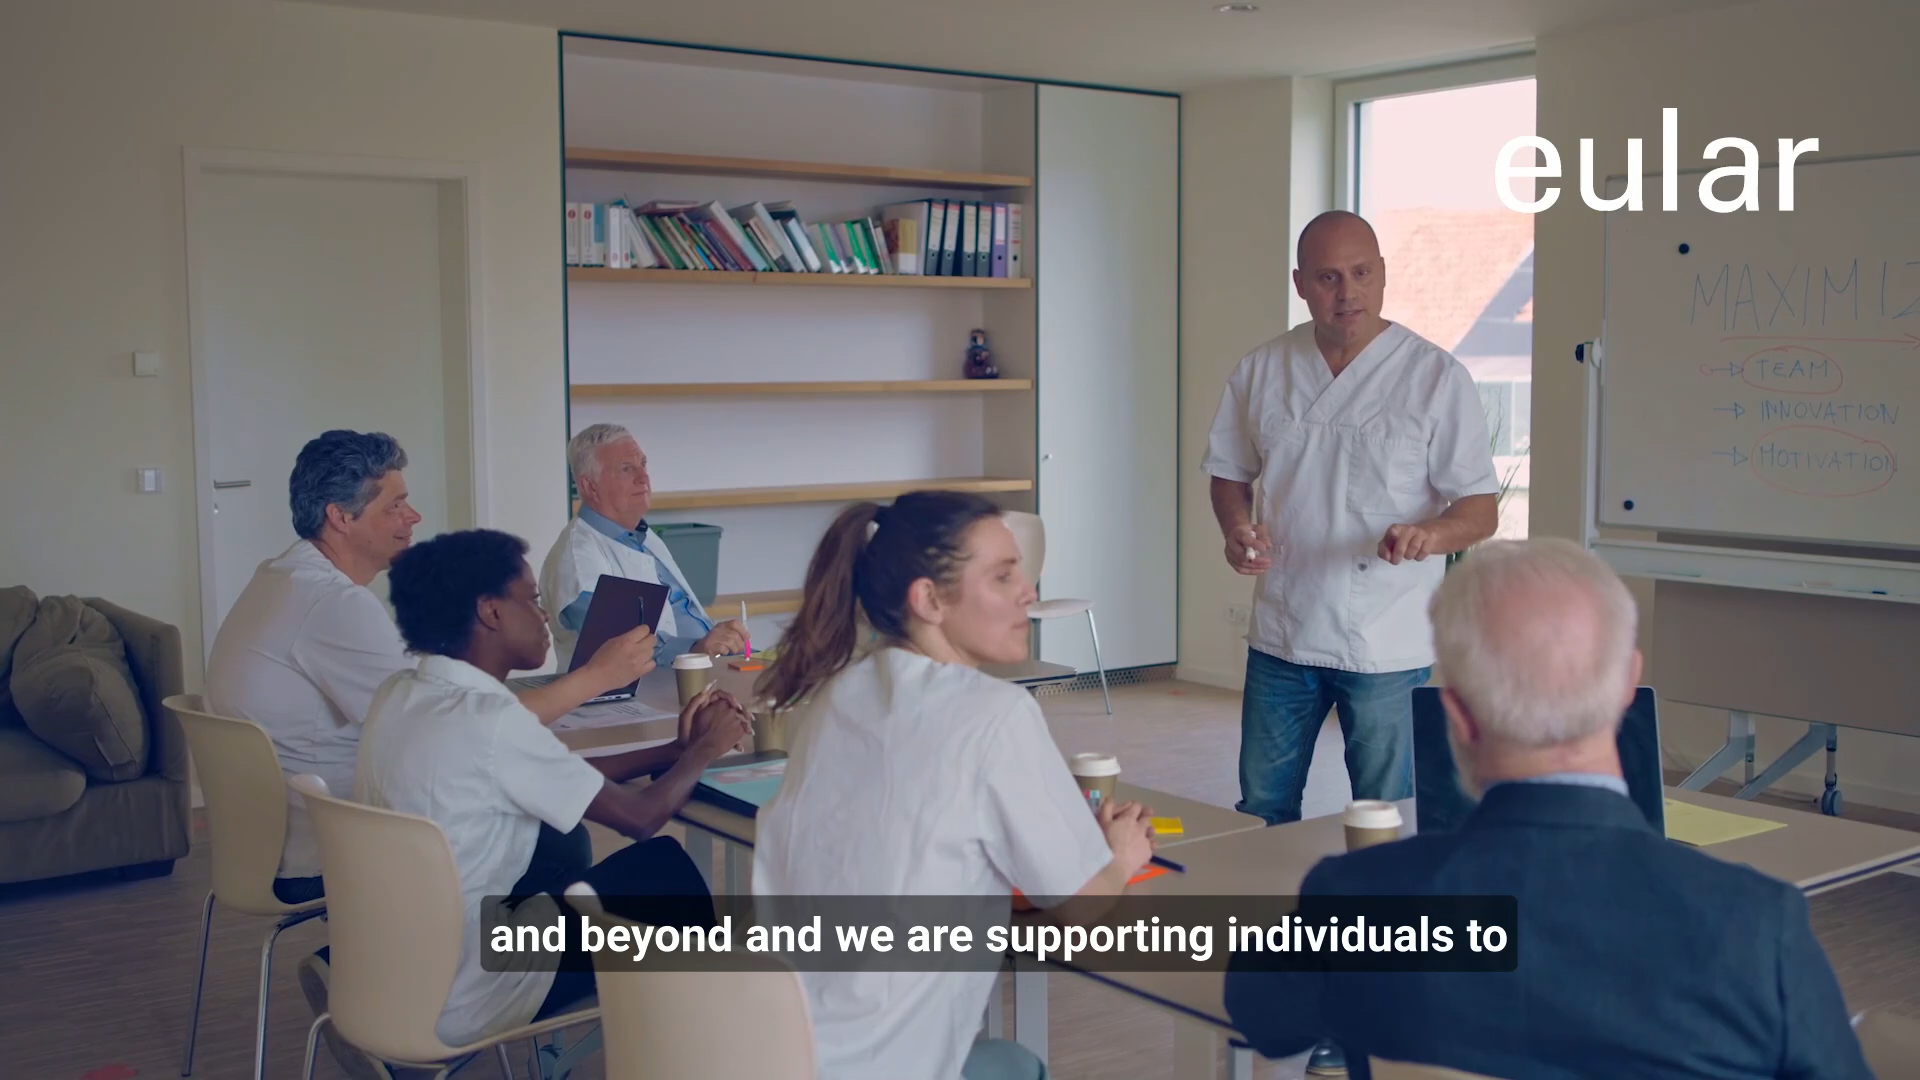 eular
MAXIMIZ
TEAM
INNOVATION
MOTIVATION
and beyond and we are supporting individuals to